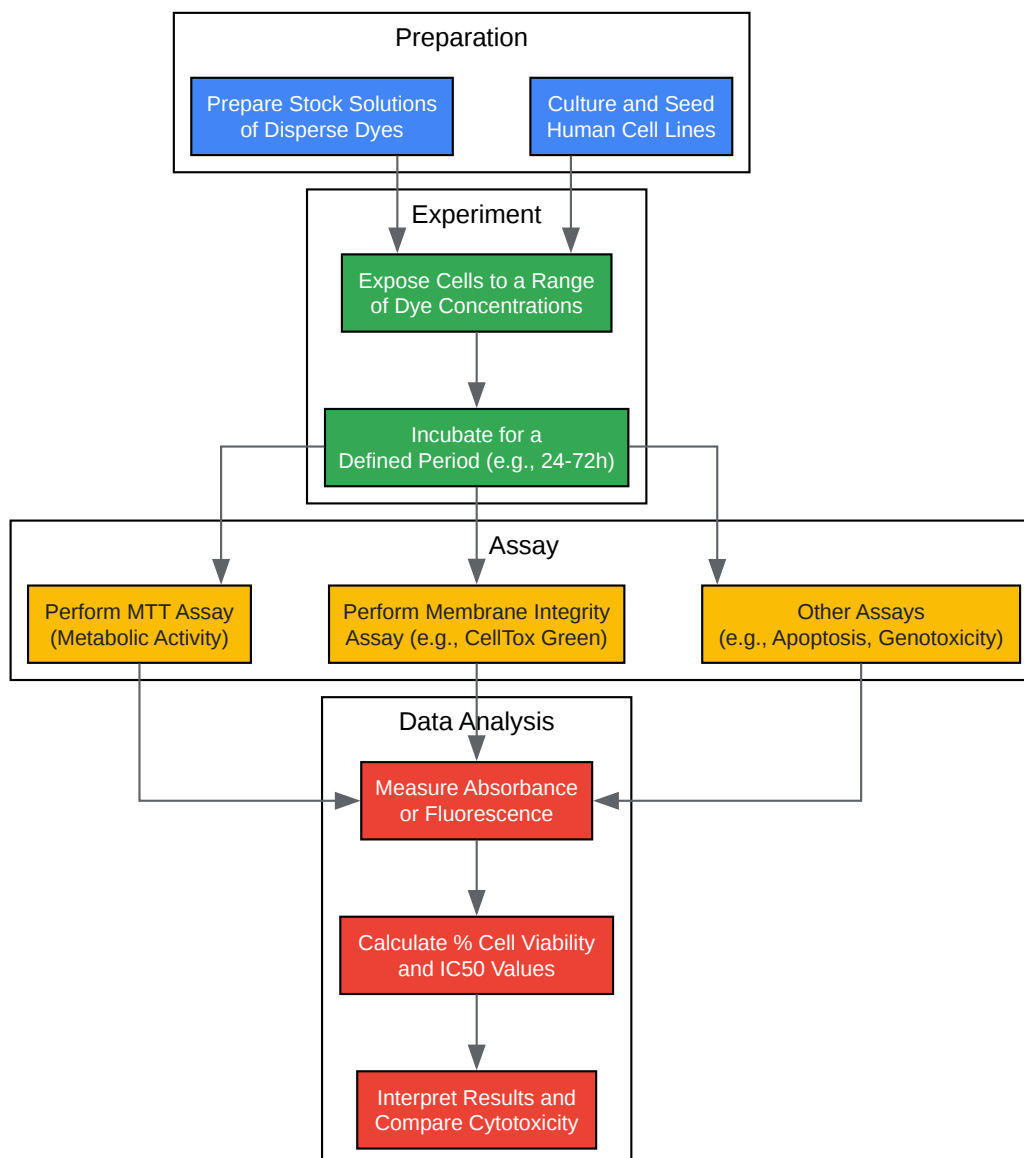 Preparation
Prepare Stock Solutions
of Disperse Dyes
Culture and Seed
Human Cell Lines
Experiment
Expose Cells to a Range
of Dye Concentrations
Incubate for a
Defined Period (e.g., 24-72h)
Assay
Perform MTT Assay
(Metabolic Activity)
Perform Membrane Integrity
Assay (e.g., CellTox Green)
Other Assays
(e.g., Apoptosis, Genotoxicity)
Data Analysis
Measure Absorbance
or Fluorescence
Calculate % Cell Viability
and IC50 Values
Interpret Results and
Compare Cytotoxicity